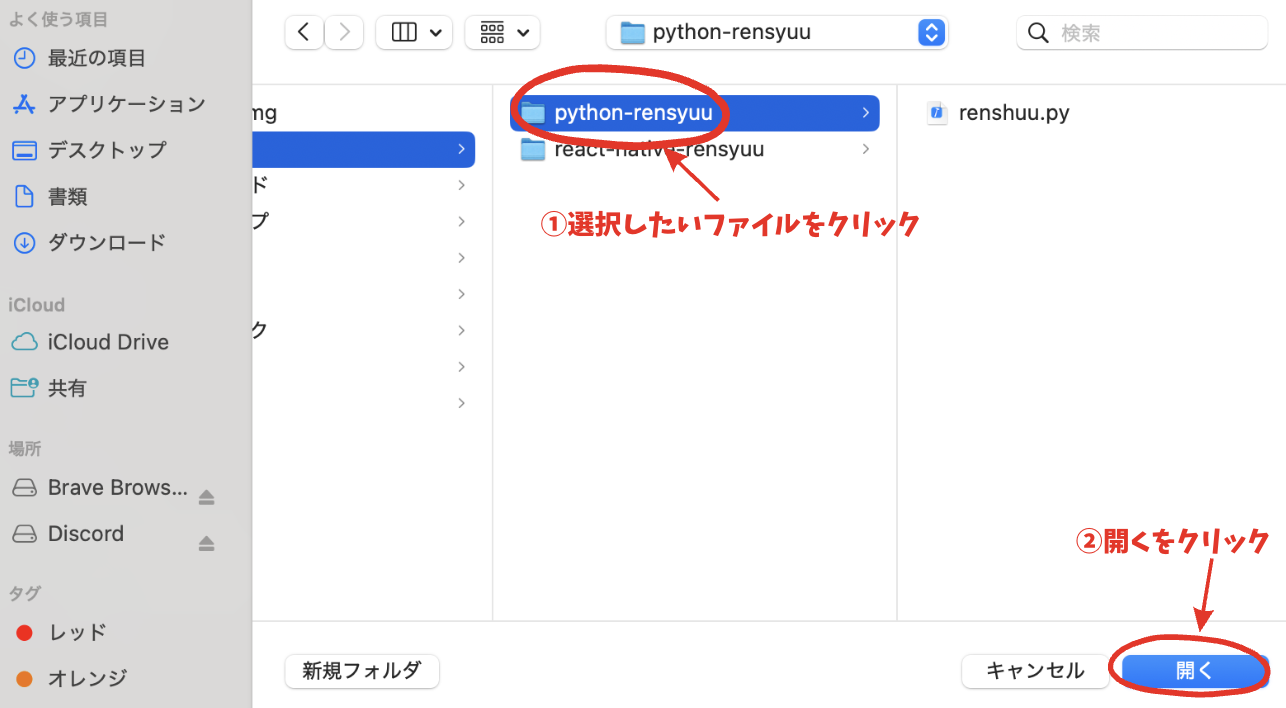 よく使う項目
最近の項目
アプリケーション
デスクトップ
書類
ダウンロード
iCloud
iCloud Drive
共有
場所
Brave Brows...
Discord
タグ
レッド
オレンジ
python-rensyuu
検索
mg
ド
プ
ク
python-rensyuu
react-native-rensyuu
①選択したいファイルをクリック
renshuu.py
②開くをクリック
新規フォルダ
キャンセル
開く